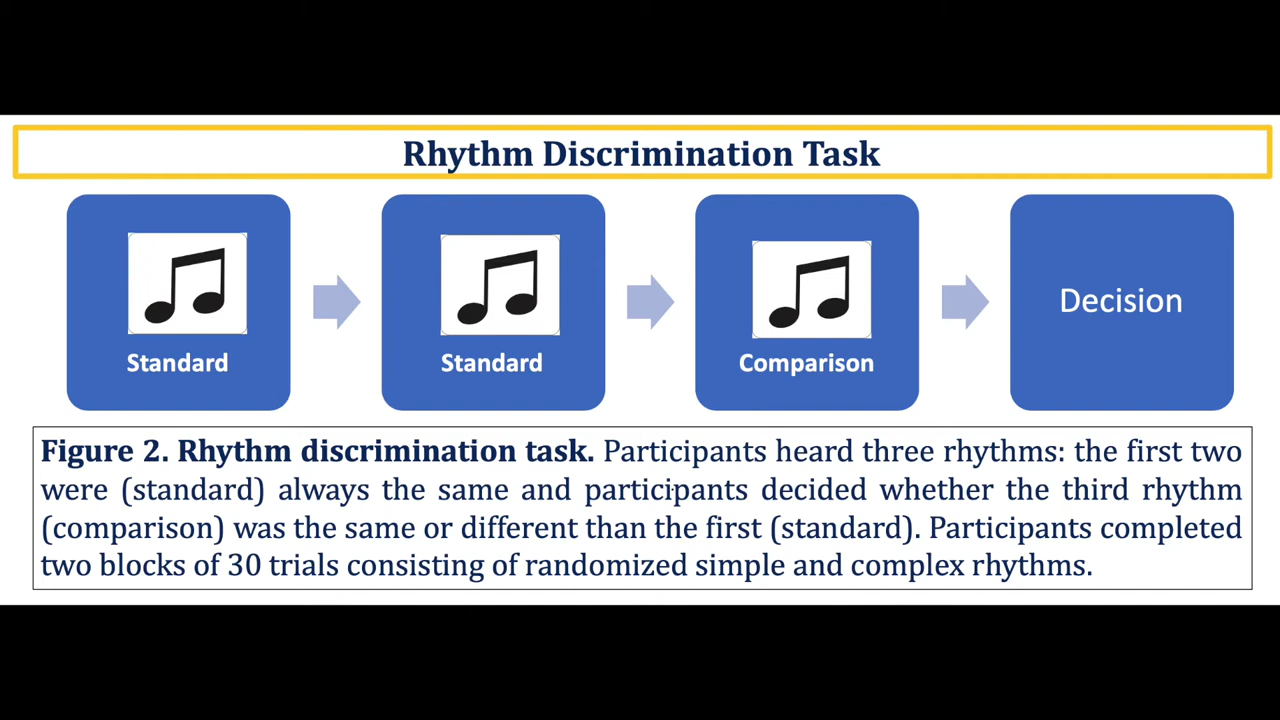 Rhythm Discrimination Task
Standard
Standard
Comparison
Decision
Figure 2. Rhythm discrimination task. Participants heard three rhythms: the first two
were (standard) always the same and participants decided whether the third rhythm
(comparison) was the same or different than the first (standard). Participants completed
two blocks of 30 trials consisting of randomized simple and complex rhythms.